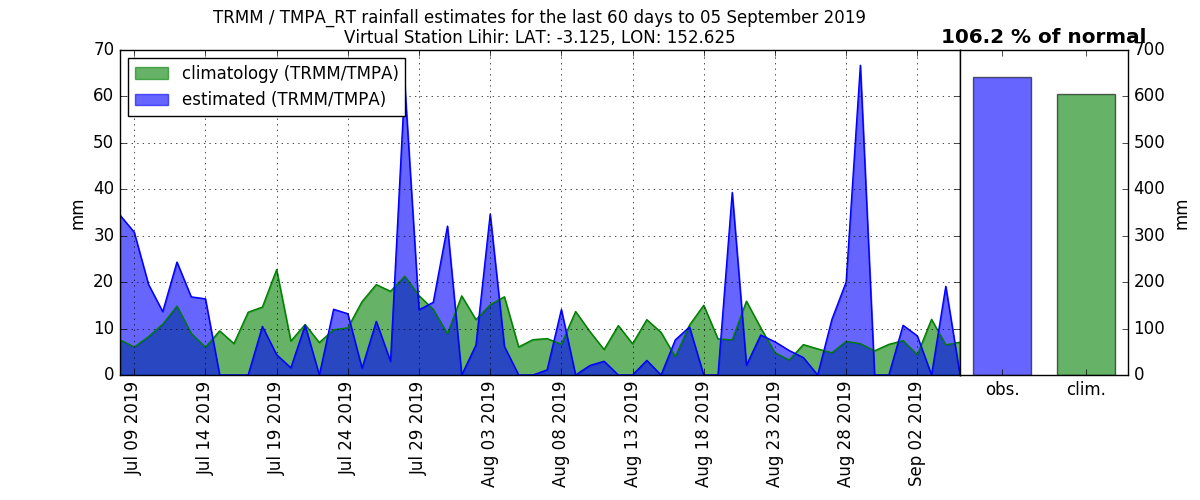 TRMM / TMPA_RT rainfall estimates for the last 60 days to 05 September 2019
Virtual Station Lihir: LAT: -3.125, LON: 152.625
106.2 % of normal
climatology (TRMM/TMPA)
estimated (TRMM/TMPA)
70
60
50
40
30
20
10
0
mm
700
600
500
400
300
200
100
0
mm
Jul 09 2019
Jul 14 2019
Jul 19 2019
Jul 24 2019
Jul 29 2019
Aug 03 2019
Aug 08 2019
Aug 13 2019
Aug 18 2019
Aug 23 2019
Aug 28 2019
Sep 02 2019
obs.
clim.